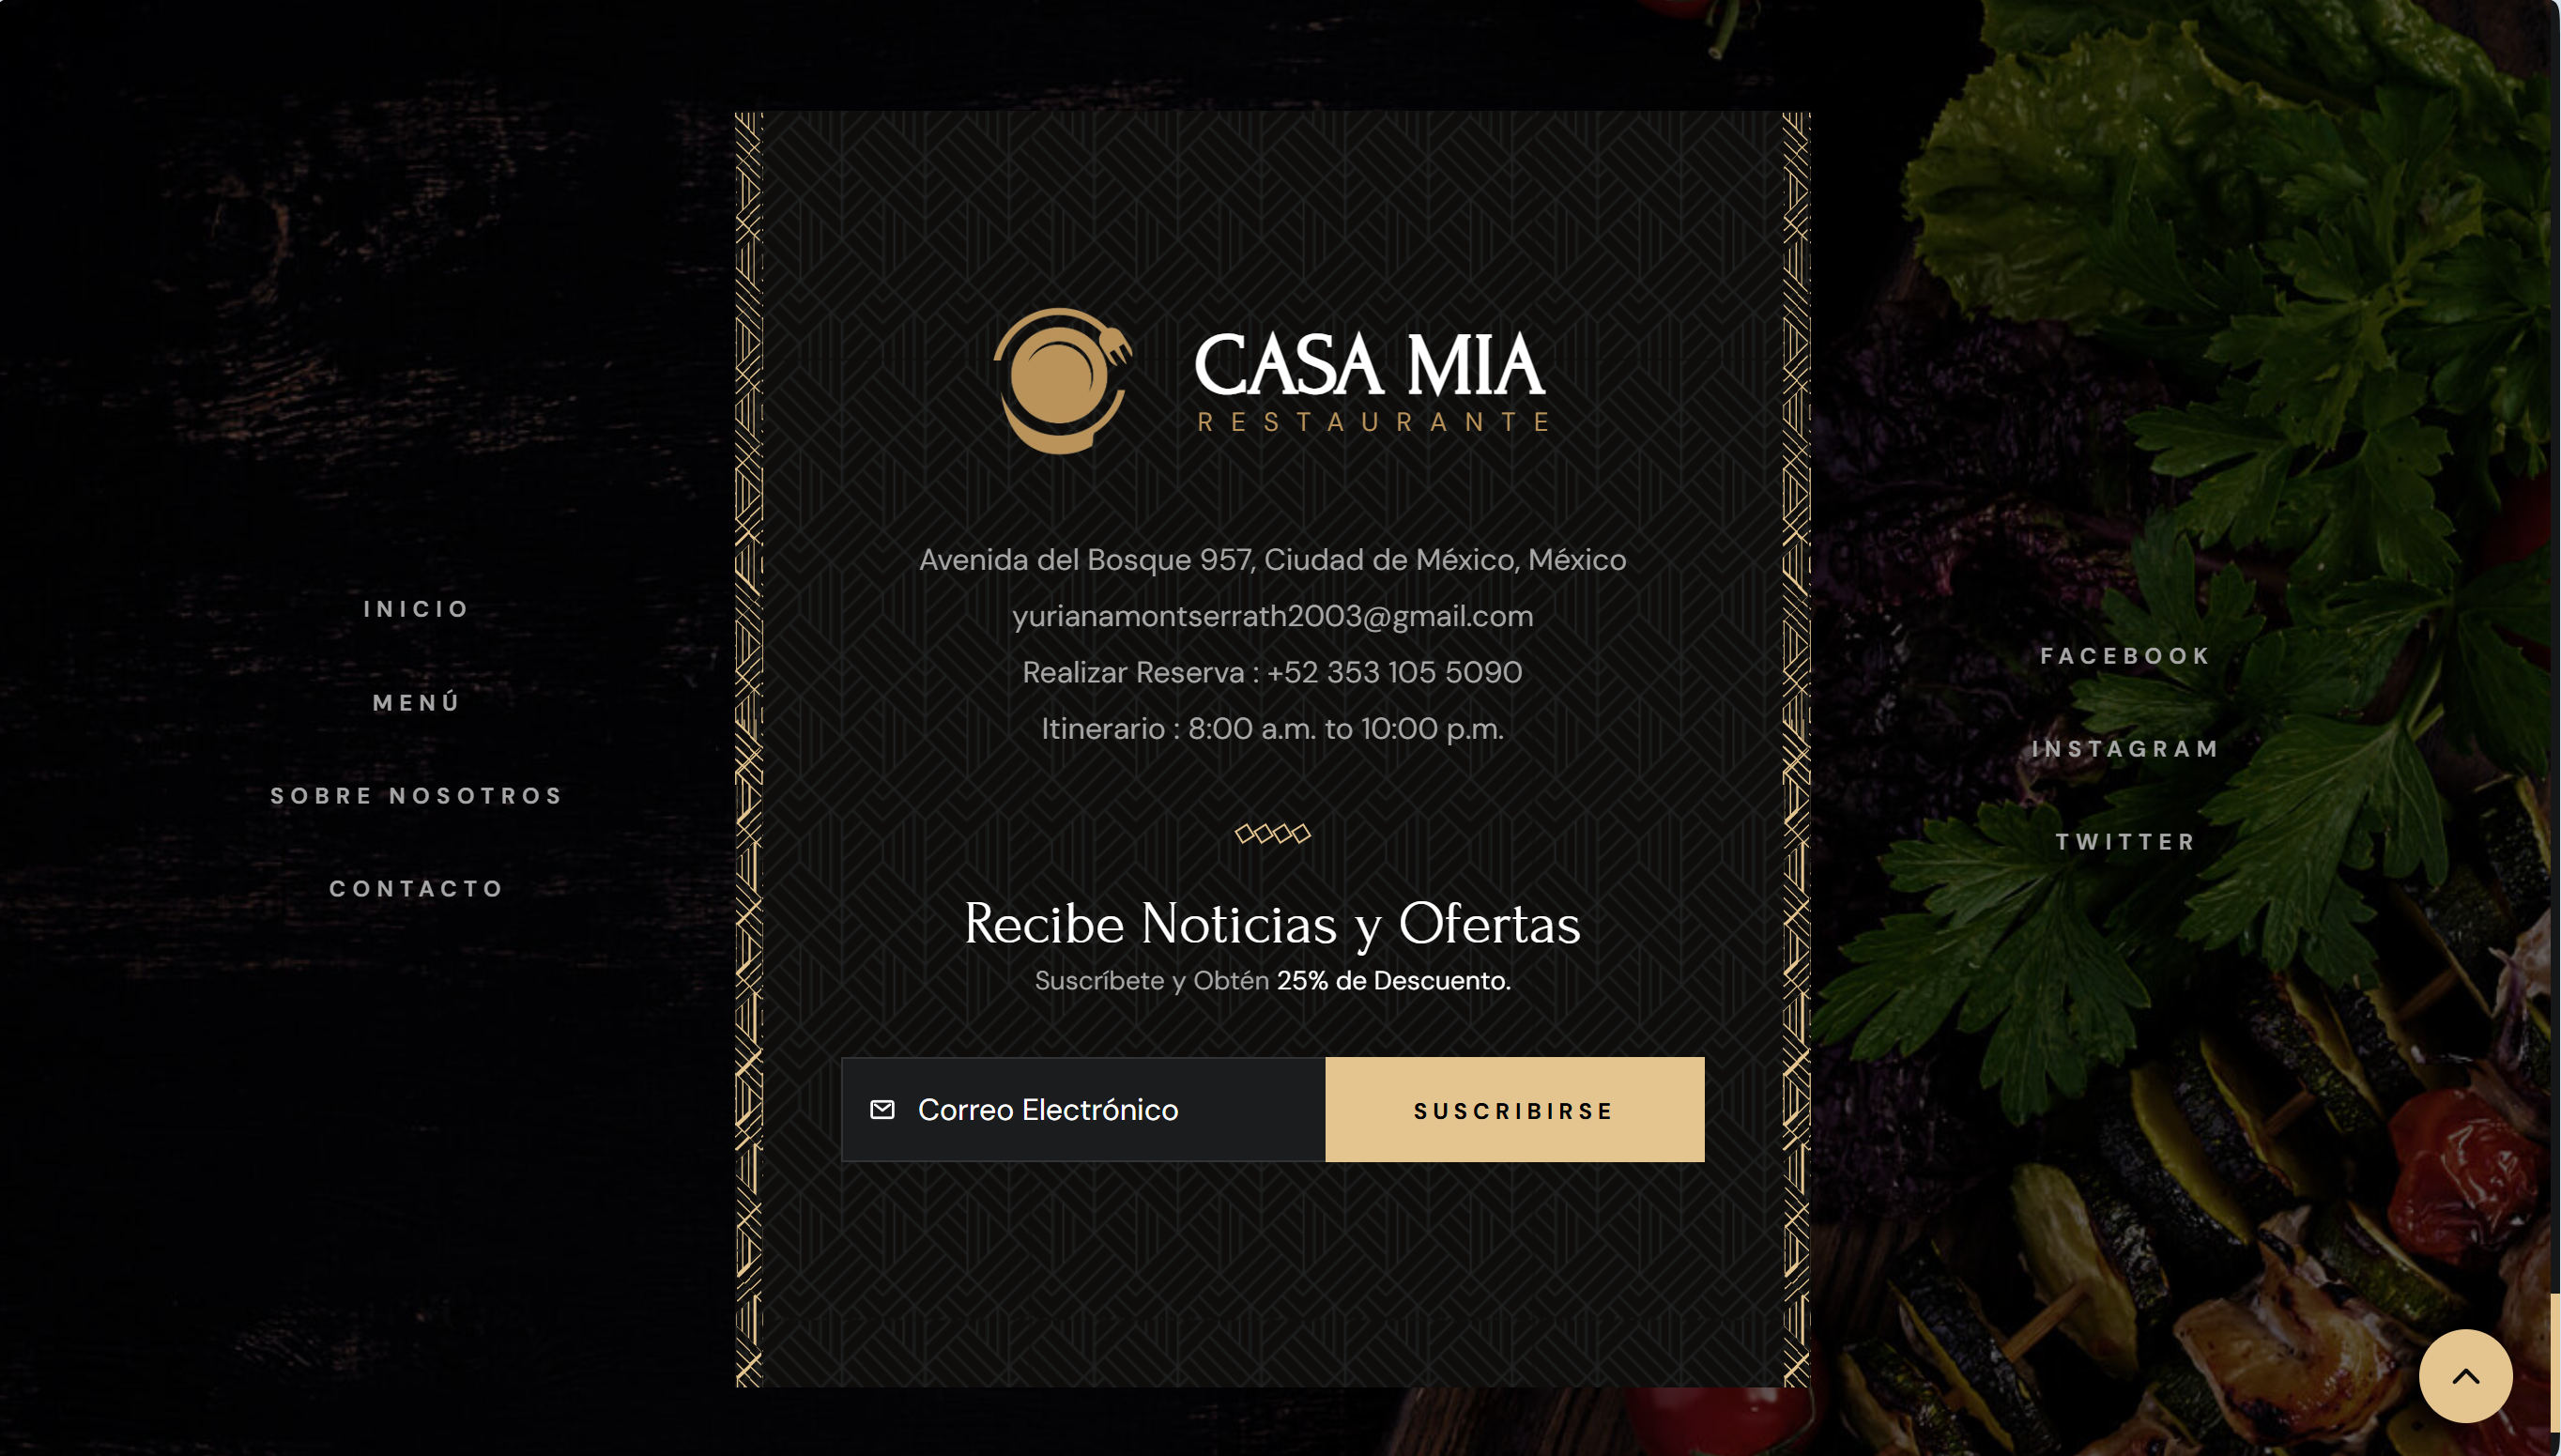 CASA MIA
RESTAURANTE
Avenida del Bosque 957, Ciudad de México, México
yurianamontserrath2003@gmail.com
Realizar Reserva : +52 353 105 5090
Itinerario : 8:00 a.m. to 10:00 p.m.
Recibe Noticias y Ofertas
Suscríbete y Obtén 25% de Descuento.
Correo Electrónico
SUSCRIBIRSE
INICIO
MENÚ
SOBRE NOSOTROS
CONTACTO
FACEBOOK
INSTAGRAM
TWITTER